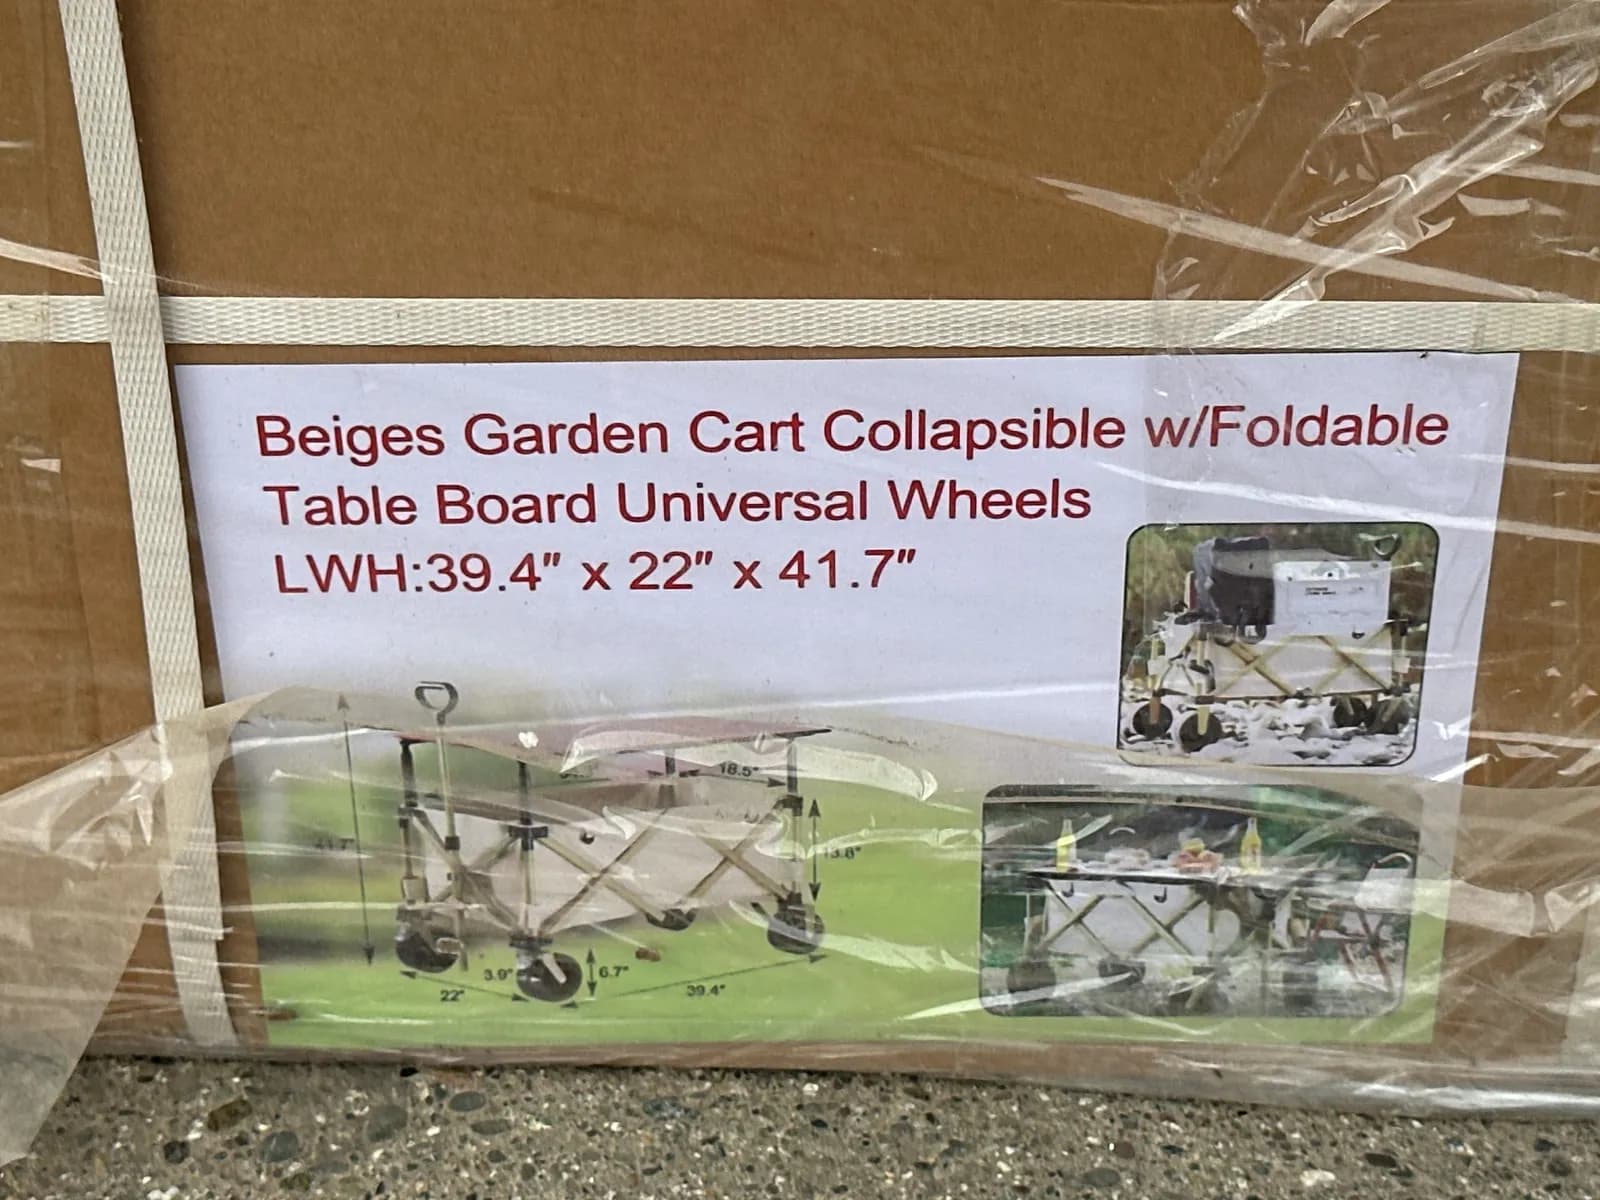 Beiges Garden Cart Collapsible w/Foldable
Table Board Universal Wheels
LWH:39.4" x 22" x 41.7"
18.5"
41.7"
13.8"
3.9"
6.7"
22"
39.4"